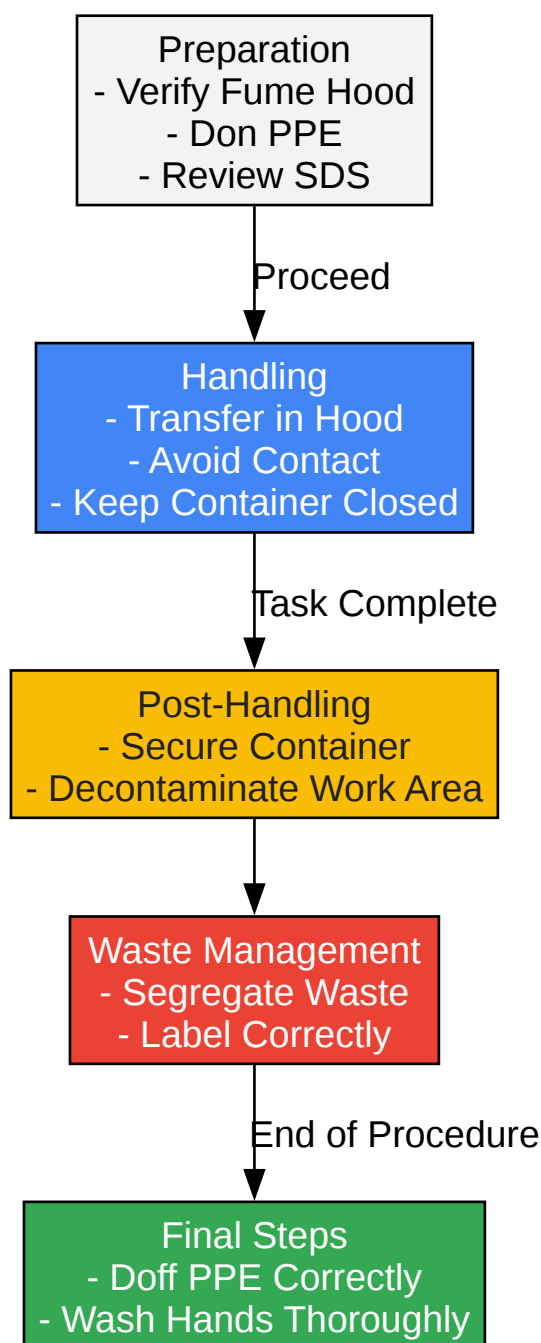 Preparation
- Verify Fume Hood
- Don PPE
- Review SDS
Proceed
Handling
- Transfer in Hood
- Avoid Contact
- Keep Container Closed
Task Complete
Post-Handling
- Secure Container
- Decontaminate Work Area
Waste Management
- Segregate Waste
- Label Correctly
End of Procedure
Final Steps
- Doff PPE Correctly
- Wash Hands Thoroughly